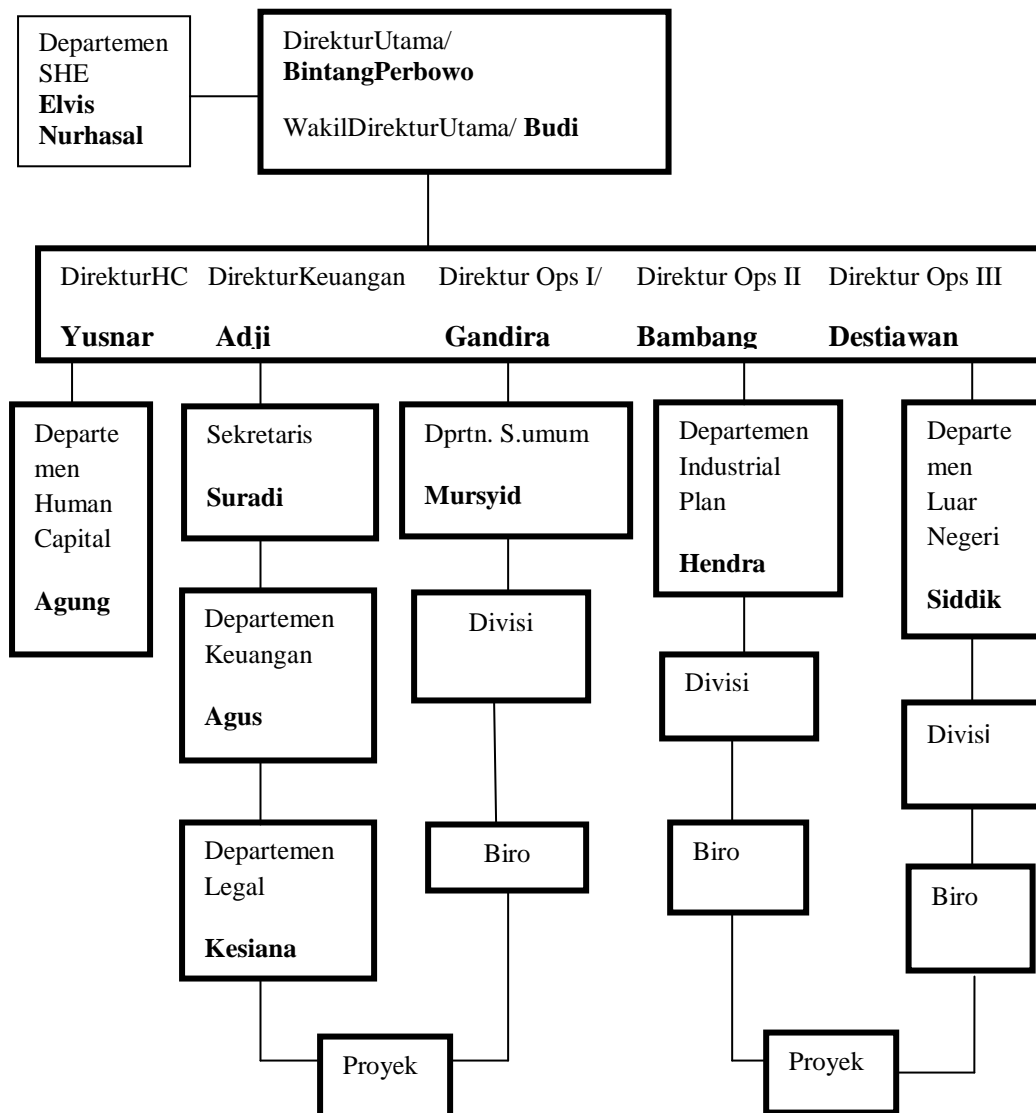 Departemen
SHE
Elvis
Nurhasal
DirekturUtama/
BintangPerbowo
WakilDirekturUtama/ Budi
DirekturHC DirekturKeuangan Direktur Ops I/ Direktur Ops II Direktur Ops III
Yusnar Adji Gandira Bambang Destiawan
Departe
men
Human
Capital
Agung
Sekretaris
Suradi
Departemen
Keuangan
Agus
Departemen
Legal
Kesiana
Dprtn. S.umum
Mursyid
Divisi
Biro
Proyek
Departemen
Industrial
Plan
Hendra
Divisi
Biro
Departe
men
Luar
Negeri
Siddik
Divisi
Biro
Proyek